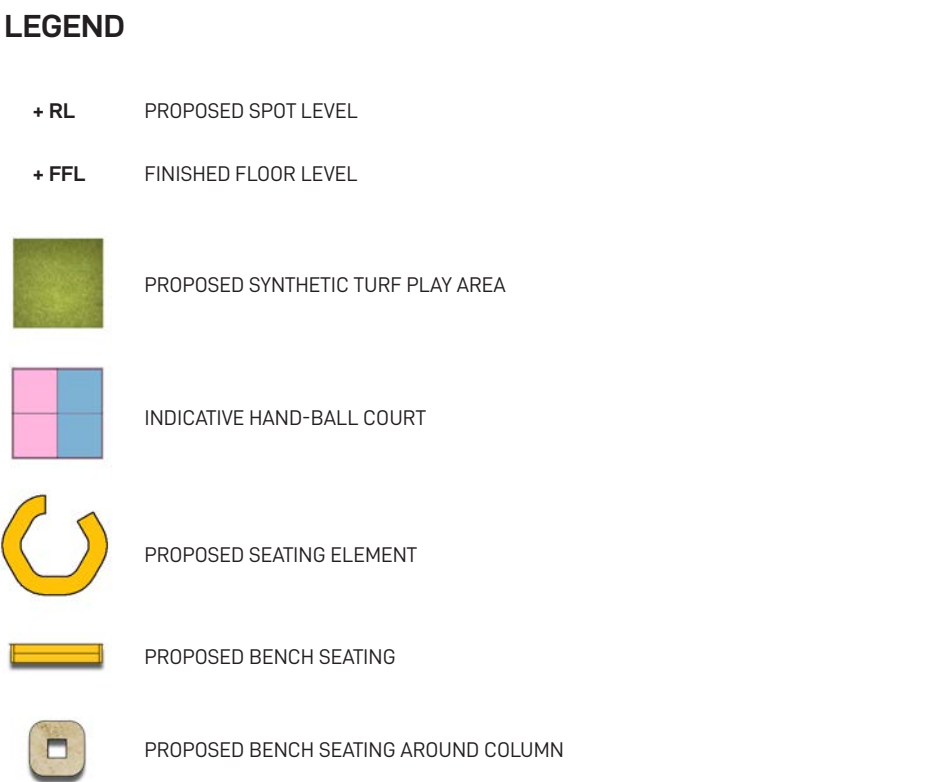 LEGEND
+ RL PROPOSED SPOT LEVEL
+ FFL FINISHED FLOOR LEVEL
PROPOSED SYNTHETIC TURF PLAY AREA
INDICATIVE HAND-BALL COURT
PROPOSED SEATING ELEMENT
PROPOSED BENCH SEATING
PROPOSED BENCH SEATING AROUND COLUMN